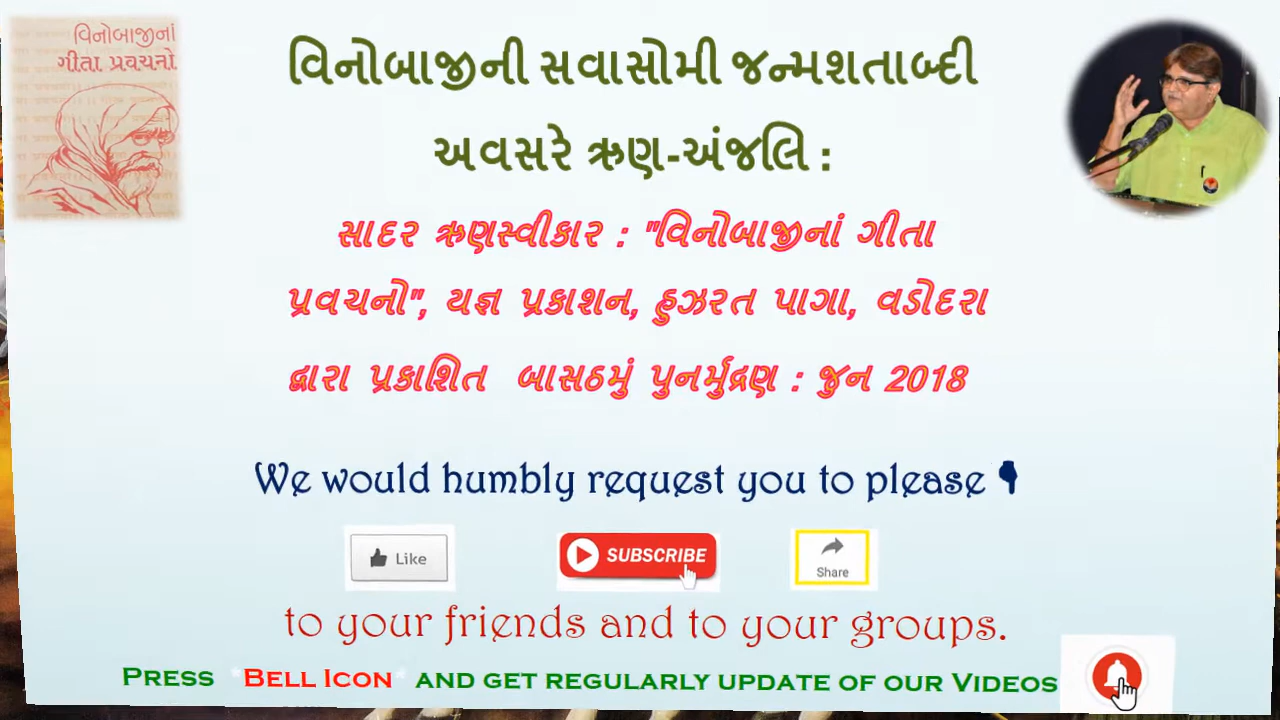 વિનોબાજીનાં
ગીતા પ્રવચનો
વિનોબાજીની સવાસોમી જન્મશતાબ્દી
અવસરે ઋણ-અંજલિ :
સાદર ઋણસ્વીકાર : "વિનોબાજીનાં ગીતા
પ્રવચનો", યજ્ઞ પ્રકાશન, હુઝરત પાગા, વડોદરા
દ્વારા પ્રકાશિત બાસઠમું પુનર્મુદ્રણ : જુન 2018
We would humbly request you to please
Like
SUBSCRIBE
Share
to your friends and to your groups.
PRESS BELL ICON AND GET REGULARLY UPDATE OF OUR VIDEOS